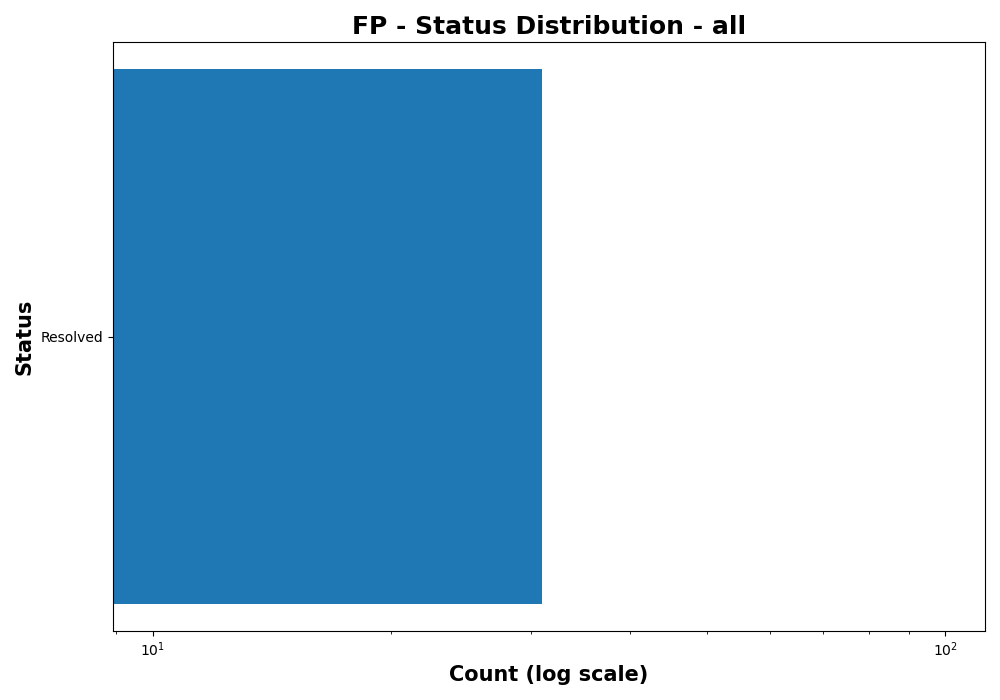 FP - Status Distribution - all
Status
Resolved
10¹
10²
Count (log scale)